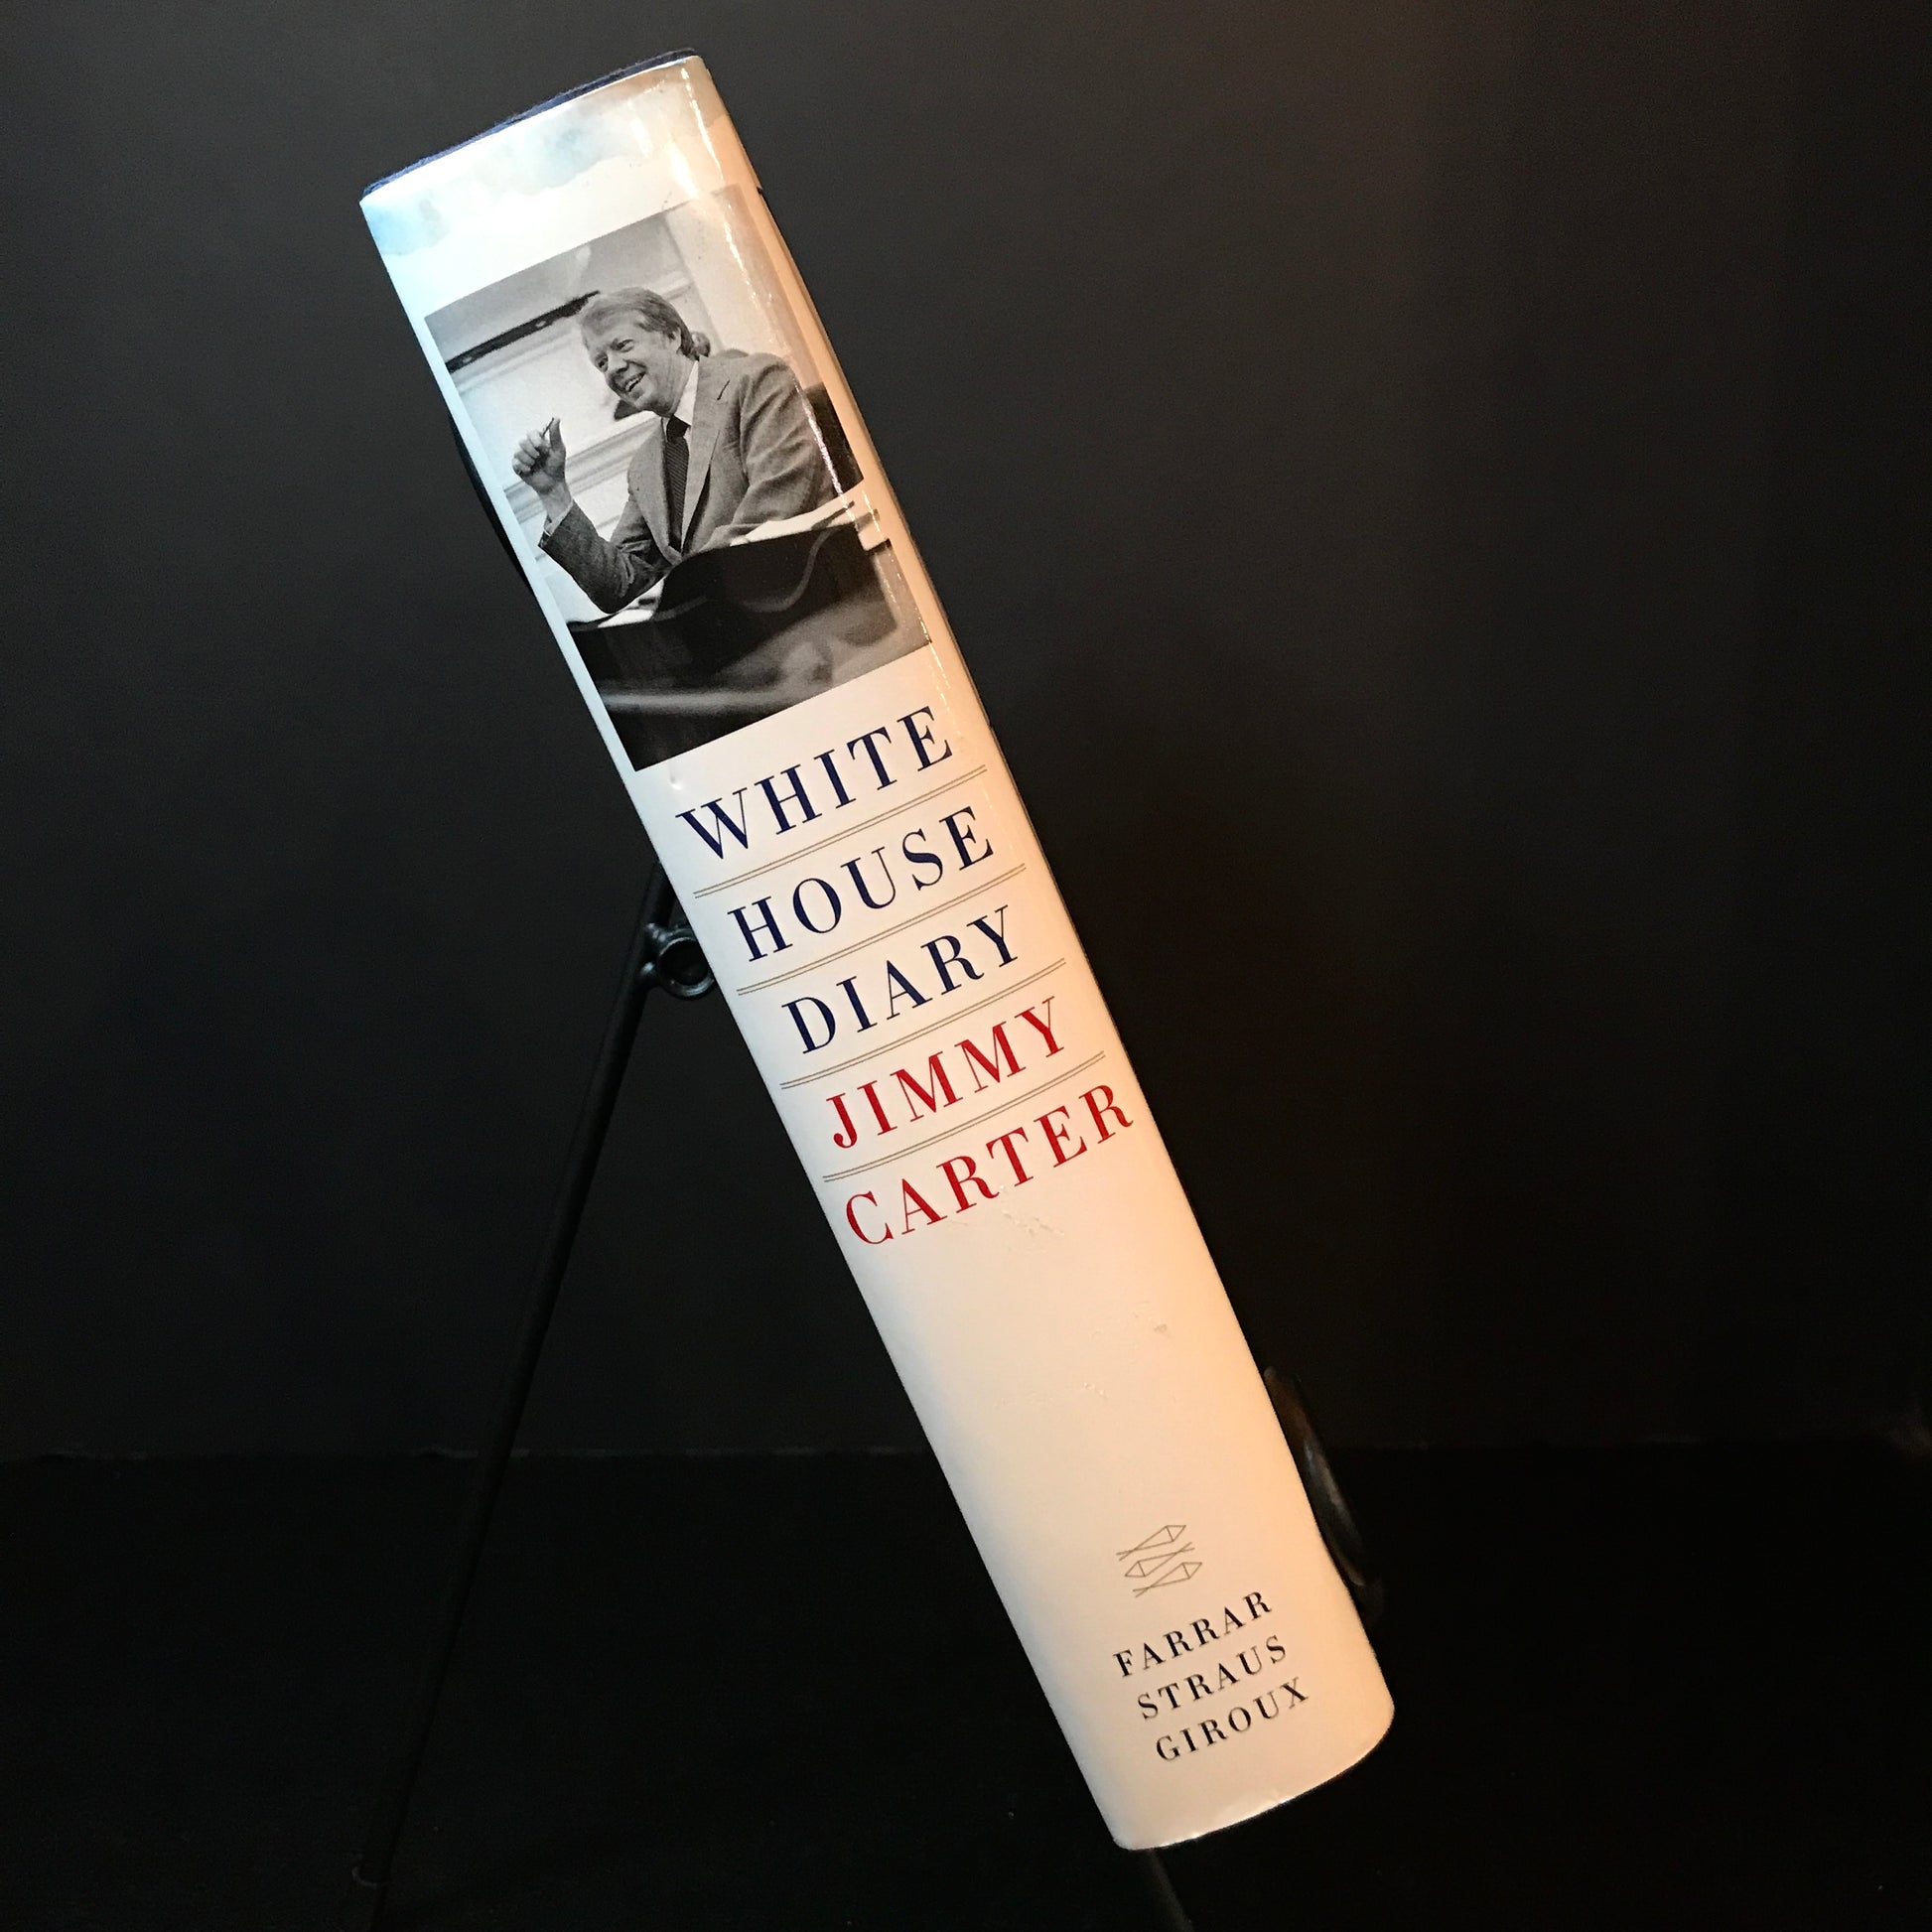 WHITE
HOUSE
DIARY
JIMMY
CARTER
FARRAR
STRAUS
GIROUX